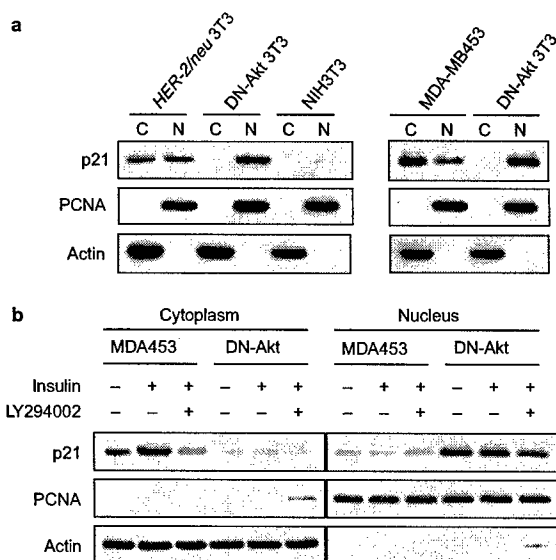 a
HER-2/neu 3T3 DN-Akt 3T3 NIH3T3 MDA-MB453 DN-Akt 3T3
C N C N C N C N C N
p21
PCNA
Actin
b
Cytoplasm Nucleus
MDA453 DN-Akt MDA453 DN-Akt
Insulin – + + – + + – + + – + +
LY294002 – – + – – + – – + – – +
p21
PCNA
Actin